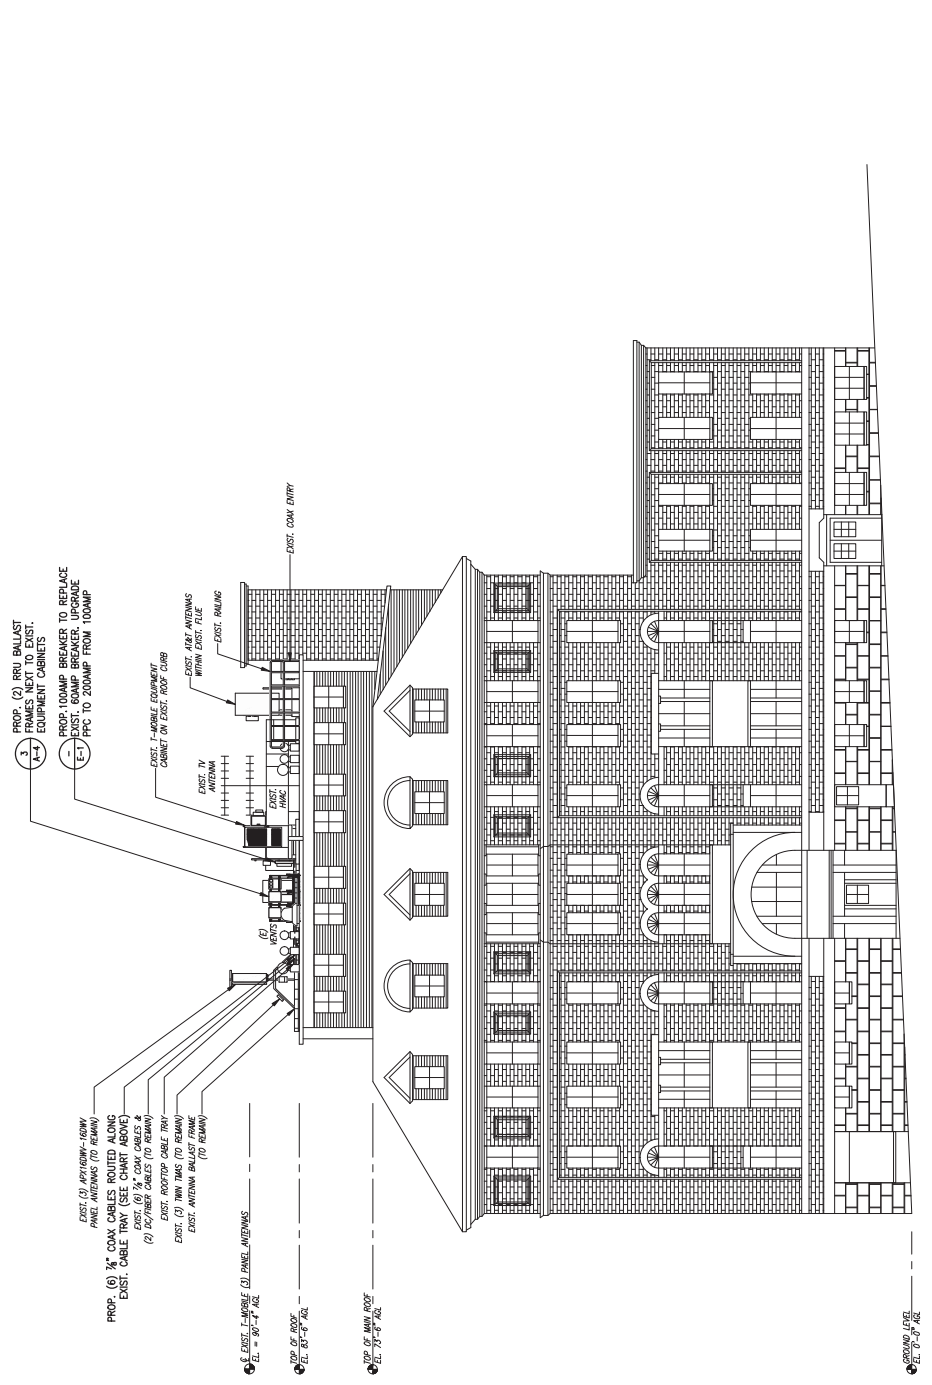 PROP. (2) RRU BALLAST
FRAMES NEXT TO EXIST.
EQUIPMENT CABINETS
3
A-4
PROP.100AMP BREAKER TO REPLACE
EXIST. 60AMP BREAKER. UPGRADE
PPC TO 200AMP FROM 100AMP
-
E-1
EXIST. T-MOBILE EQUIPMENT
CABINET ON EXIST. ROOF CURB
EXIST. AT&T ANTENNAS
WITHIN EXIST. FLUE
EXIST. RAILING
EXIST. COAX ENTRY
EXIST. TV
ANTENNA
EXIST.
HVAC
(E)
VENTS
EXIST. (3) APX16DWV-16DWV
PANEL ANTENNAS (TO REMAIN)
PROP. (6) ⅞" COAX CABLES ROUTED ALONG
EXIST. CABLE TRAY (SEE CHART ABOVE)
EXIST. (6) ⅞" COAX CABLES &
(2) DC/FIBER CABLES (TO REMAIN)
EXIST. ROOFTOP CABLE TRAY
EXIST. (3) TWIN TMAS (TO REMAIN)
EXIST. ANTENNA BALLAST FRAME
(TO REMAIN)
℄ EXIST. T-MOBILE (3) PANEL ANTENNAS
EL. = 90'-4" AGL
TOP OF ROOF
EL. 83'-6" AGL
TOP OF MAIN ROOF
EL. 73'-6" AGL
GROUND LEVEL
EL. 0'-0" AGL